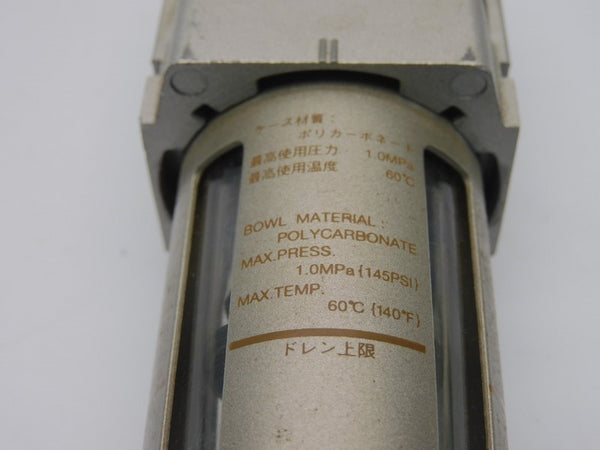 ケース材質：
ポリカーボネート
最高使用圧力 1.0MPa
最高使用温度 60℃
BOWL MATERIAL:
POLYCARBONATE
MAX.PRESS.
1.0MPa{145PSI}
MAX.TEMP.
60℃{140°F}
ドレン上限